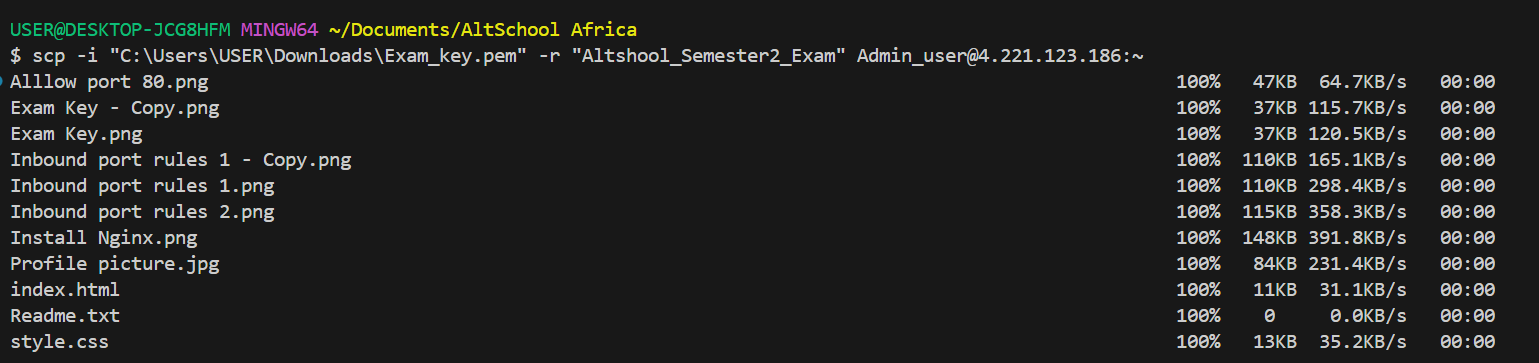 USER@DESKTOP-JCG8HFM MINGW64 ~/Documents/AltSchool Africa
$ scp -i "C:\Users\USER\Downloads\Exam_key.pem" -r "Altshool_Semester2_Exam" Admin_user@4.221.123.186:~
Alllow port 80.png 100% 47KB 64.7KB/s 00:00
Exam Key - Copy.png 100% 37KB 115.7KB/s 00:00
Exam Key.png 100% 37KB 120.5KB/s 00:00
Inbound port rules 1 - Copy.png 100% 110KB 165.1KB/s 00:00
Inbound port rules 1.png 100% 110KB 298.4KB/s 00:00
Inbound port rules 2.png 100% 115KB 358.3KB/s 00:00
Install Nginx.png 100% 148KB 391.8KB/s 00:00
Profile picture.jpg 100% 84KB 231.4KB/s 00:00
index.html 100% 11KB 31.1KB/s 00:00
Readme.txt 100% 0 0.0KB/s 00:00
style.css 100% 13KB 35.2KB/s 00:00